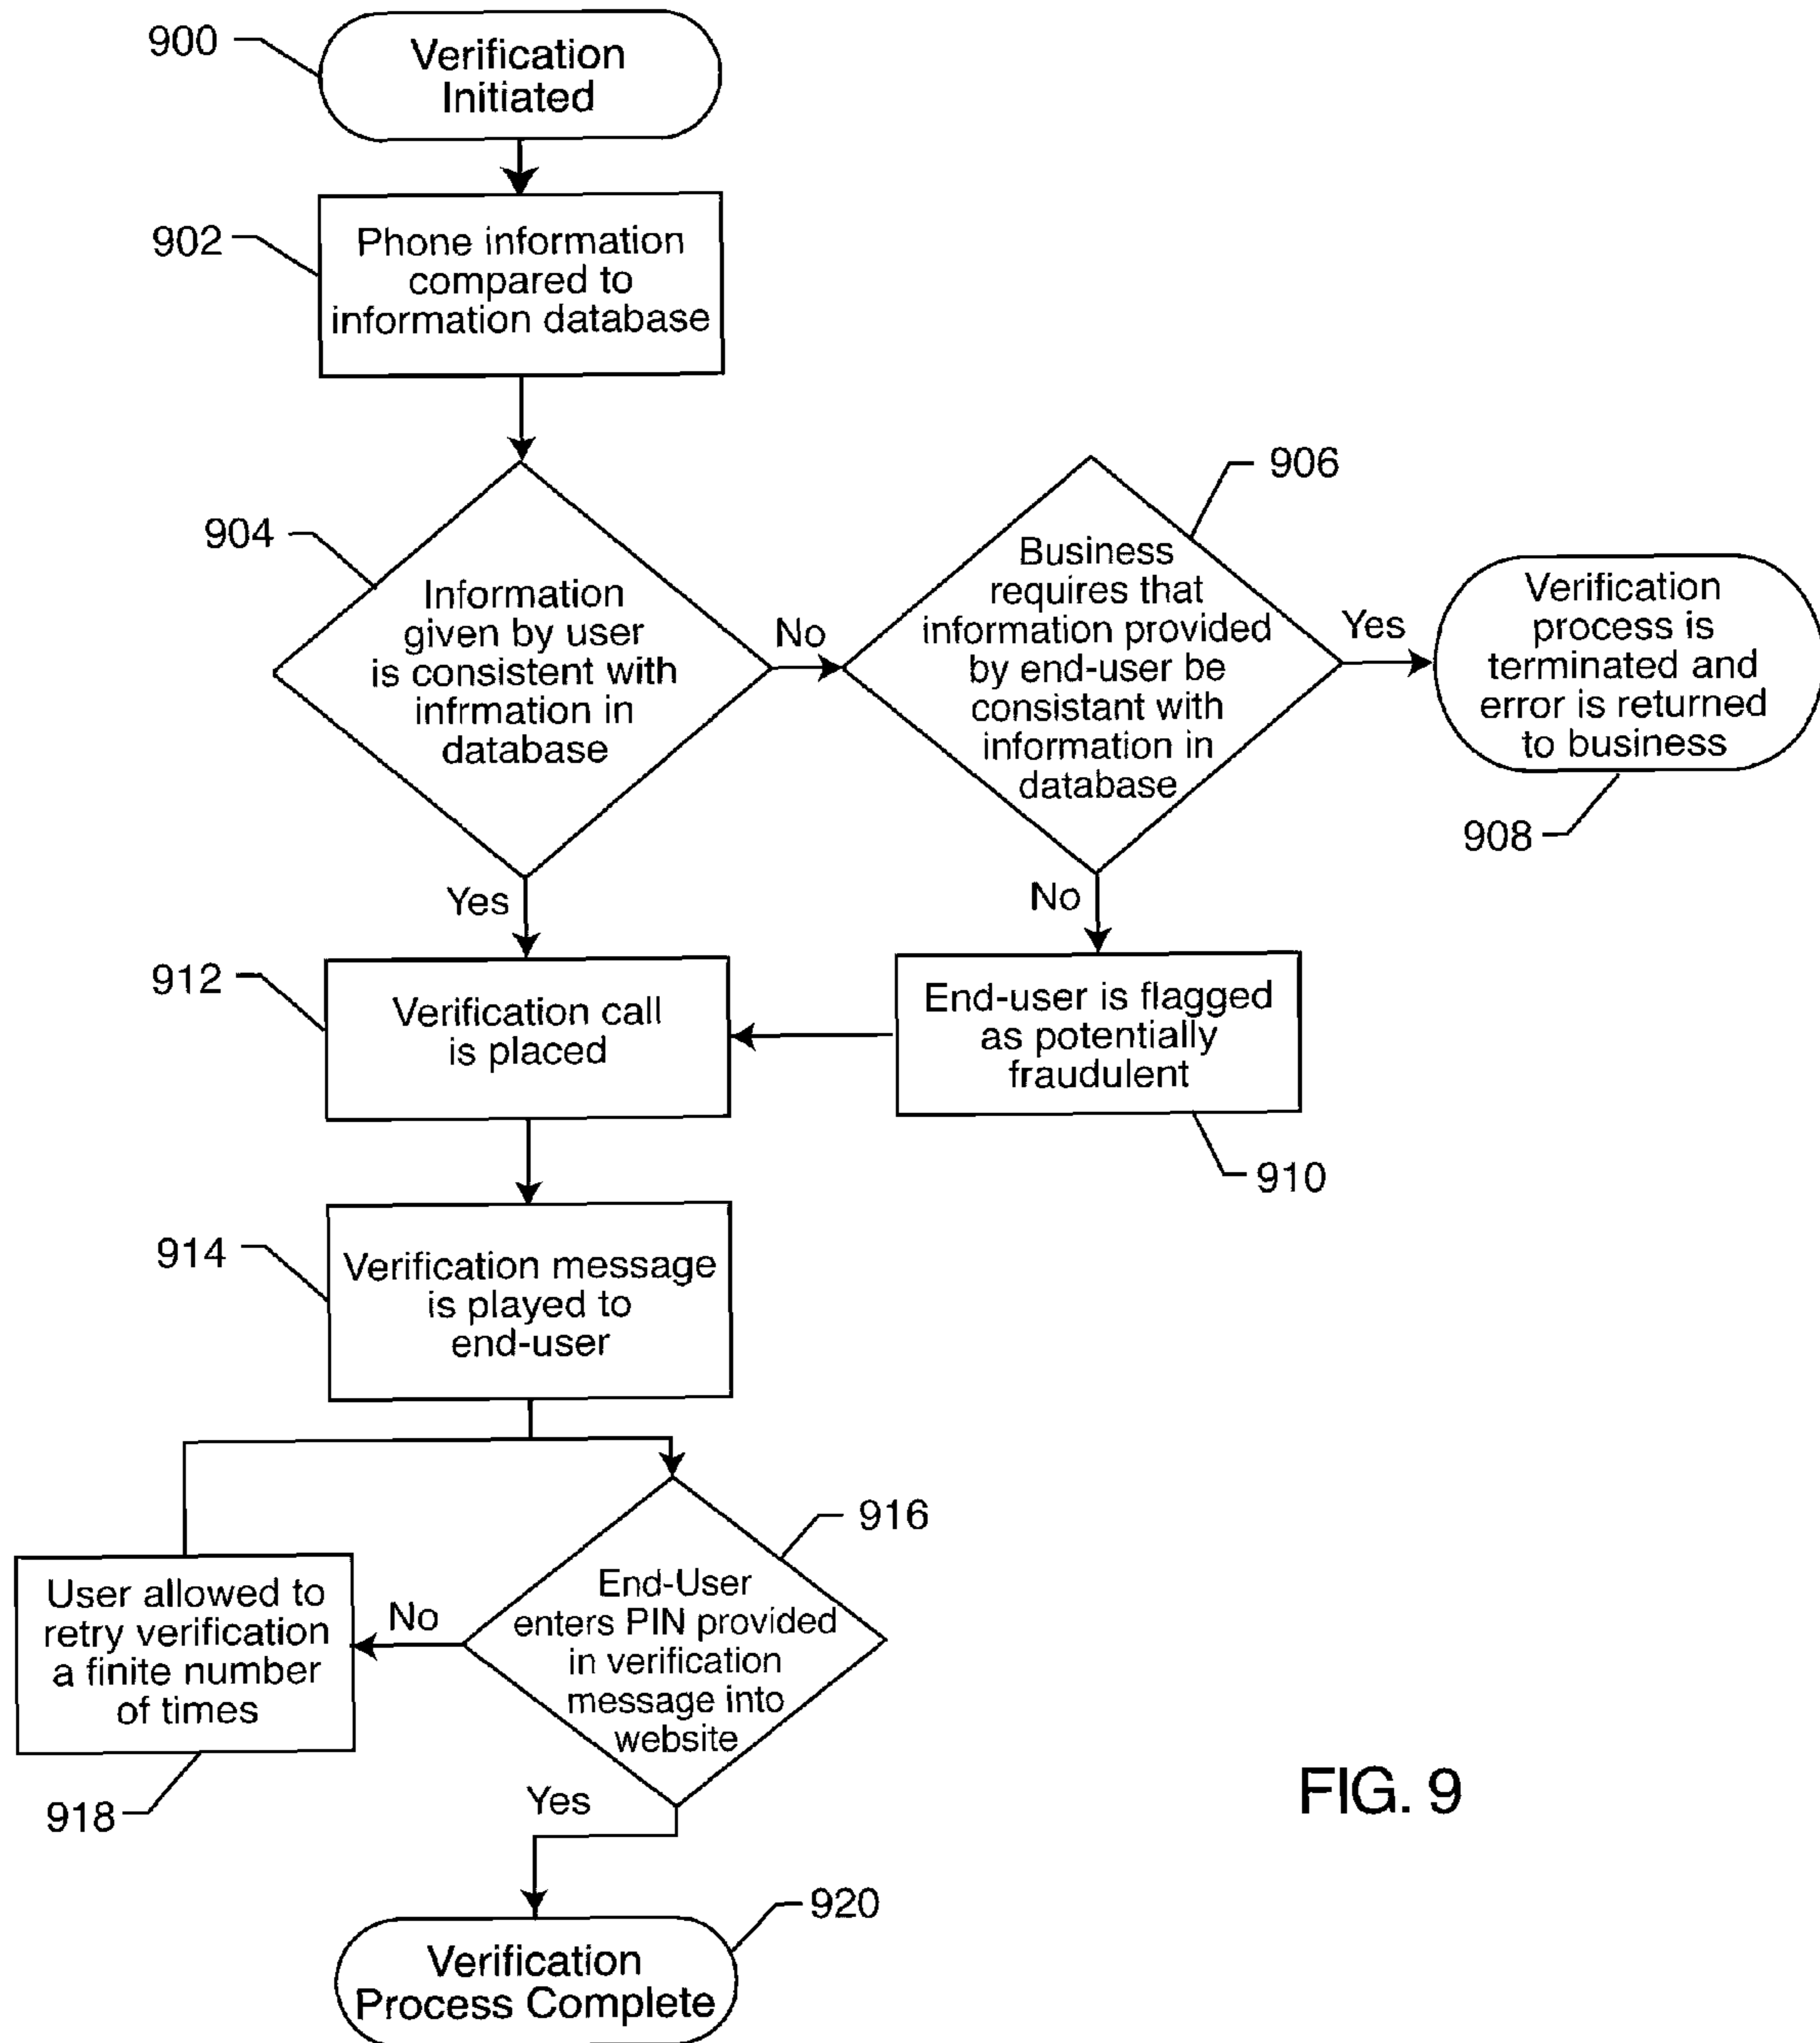 900
Verification
Initiated
902
Phone information
compared to
information database
904
Information
given by user
is consistent with
infrmation in
database
No
906
Business
requires that
information provided
by end-user be
consistant with
information in
database
Yes
Verification
process is
terminated and
error is returned
to business
908
Yes
No
912
Verification call
is placed
End-user is flagged
as potentially
fraudulent
910
914
Verification message
is played to
end-user
916
End-User
enters PIN provided
in verification
message into
website
No
User allowed to
retry verification
a finite number
of times
918
Yes
920
Verification
Process Complete
FIG. 9